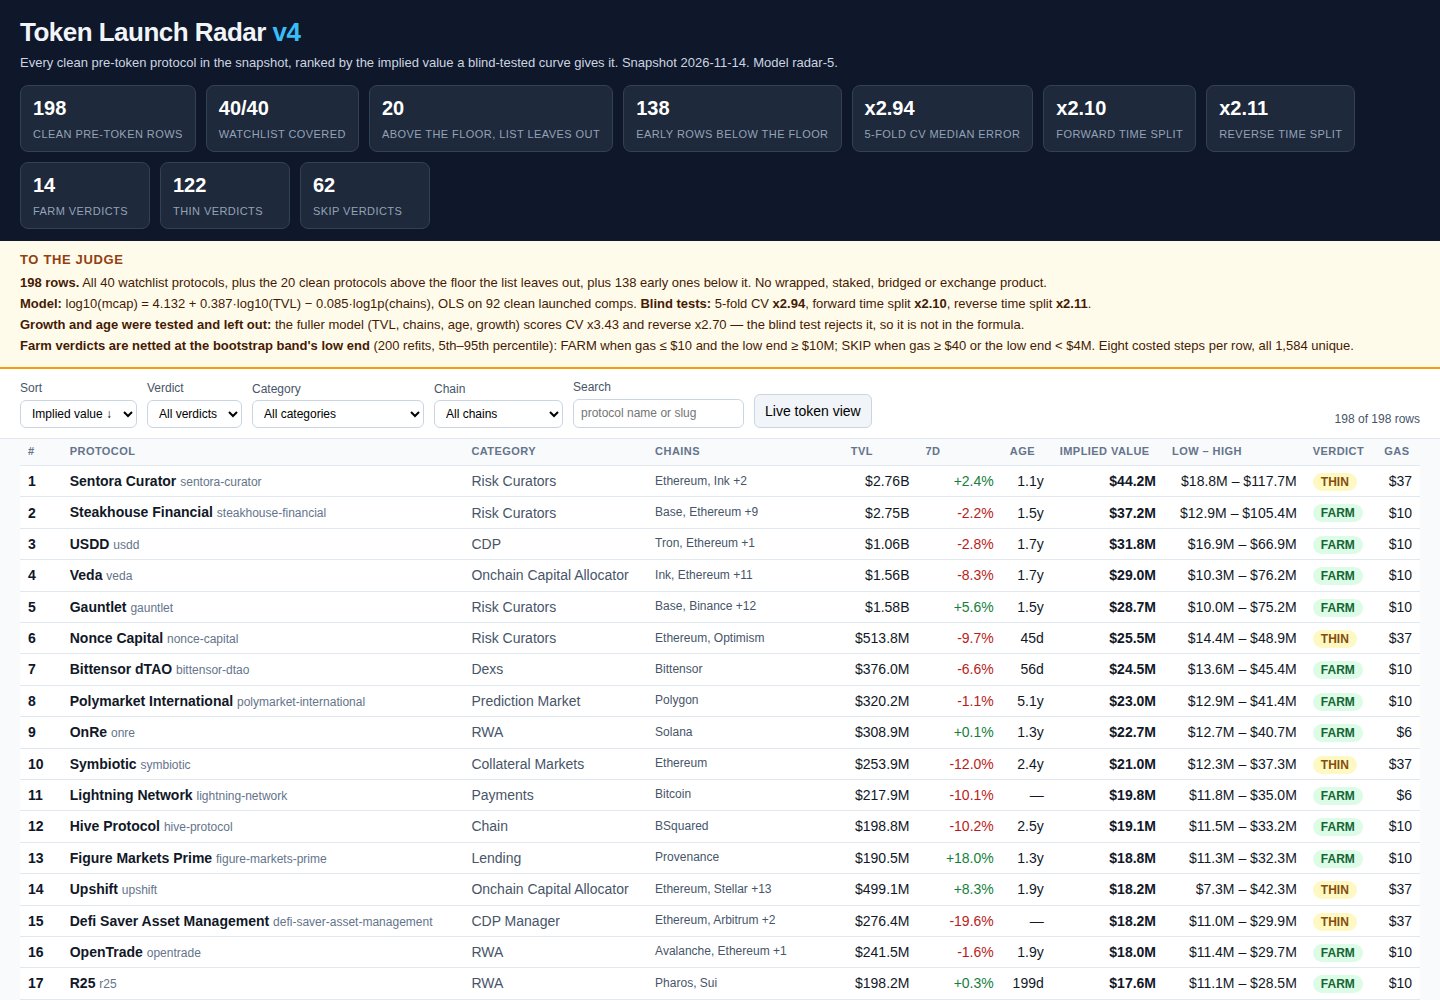 Token Launch Radar v4
Every clean pre-token protocol in the snapshot, ranked by the implied value a blind-tested curve gives it. Snapshot 2026-11-14. Model radar-5.
198 40/40 20 138 x2.94 x2.10 x2.11
CLEAN PRE-TOKEN ROWS WATCHLIST COVERED ABOVE THE FLOOR, LIST LEAVES OUT EARLY ROWS BELOW THE FLOOR 5-FOLD CV MEDIAN ERROR FORWARD TIME SPLIT REVERSE TIME SPLIT
14 122 62
FARM VERDICTS THIN VERDICTS SKIP VERDICTS
TO THE JUDGE
198 rows. All 40 watchlist protocols, plus the 20 clean protocols above the floor the list leaves out, plus 138 early ones below it. No wrapped, staked, bridged or exchange product.
Model: log10(mcap) = 4.132 + 0.387·log10(TVL) − 0.085·log1p(chains), OLS on 92 clean launched comps. Blind tests: 5-fold CV x2.94, forward time split x2.10, reverse time split x2.11.
Growth and age were tested and left out: the fuller model (TVL, chains, age, growth) scores CV x3.43 and reverse x2.70 — the blind test rejects it, so it is not in the formula.
Farm verdicts are netted at the bootstrap band's low end (200 refits, 5th–95th percentile): FARM when gas ≤ $10 and the low end ≥ $10M; SKIP when gas ≥ $40 or the low end < $4M. Eight costed steps per row, all 1,584 unique.
Sort Verdict Category Chain Search
Implied value ↓ All verdicts All categories All chains protocol name or slug Live token view 198 of 198 rows
# PROTOCOL CATEGORY CHAINS TVL 7D AGE IMPLIED VALUE LOW – HIGH VERDICT GAS
1 Sentora Curator sentora-curator Risk Curators Ethereum, Ink +2 $2.76B +2.4% 1.1y $44.2M $18.8M – $117.7M THIN $37
2 Steakhouse Financial steakhouse-financial Risk Curators Base, Ethereum +9 $2.75B -2.2% 1.5y $37.2M $12.9M – $105.4M FARM $10
3 USDD usdd CDP Tron, Ethereum +1 $1.06B -2.8% 1.7y $31.8M $16.9M – $66.9M FARM $10
4 Veda veda Onchain Capital Allocator Ink, Ethereum +11 $1.56B -8.3% 1.7y $29.0M $10.3M – $76.2M FARM $10
5 Gauntlet gauntlet Risk Curators Base, Binance +12 $1.58B +5.6% 1.5y $28.7M $10.0M – $75.2M FARM $10
6 Nonce Capital nonce-capital Risk Curators Ethereum, Optimism $513.8M -9.7% 45d $25.5M $14.4M – $48.9M THIN $37
7 Bittensor dTAO bittensor-dtao Dexs Bittensor $376.0M -6.6% 56d $24.5M $13.6M – $45.4M FARM $10
8 Polymarket International polymarket-international Prediction Market Polygon $320.2M -1.1% 5.1y $23.0M $12.9M – $41.4M FARM $10
9 OnRe onre RWA Solana $308.9M +0.1% 1.3y $22.7M $12.7M – $40.7M FARM $6
10 Symbiotic symbiotic Collateral Markets Ethereum $253.9M -12.0% 2.4y $21.0M $12.3M – $37.3M THIN $37
11 Lightning Network lightning-network Payments Bitcoin $217.9M -10.1% — $19.8M $11.8M – $35.0M FARM $6
12 Hive Protocol hive-protocol Chain BSquared $198.8M -10.2% 2.5y $19.1M $11.5M – $33.2M FARM $10
13 Figure Markets Prime figure-markets-prime Lending Provenance $190.5M +18.0% 1.3y $18.8M $11.3M – $32.3M FARM $10
14 Upshift upshift Onchain Capital Allocator Ethereum, Stellar +13 $499.1M +8.3% 1.9y $18.2M $7.3M – $42.3M THIN $37
15 Defi Saver Asset Management defi-saver-asset-management CDP Manager Ethereum, Arbitrum +2 $276.4M -19.6% — $18.2M $11.0M – $29.9M THIN $37
16 OpenTrade opentrade RWA Avalanche, Ethereum +1 $241.5M -1.6% 1.9y $18.0M $11.4M – $29.7M FARM $10
17 R25 r25 RWA Pharos, Sui $198.2M +0.3% 199d $17.6M $11.1M – $28.5M FARM $10